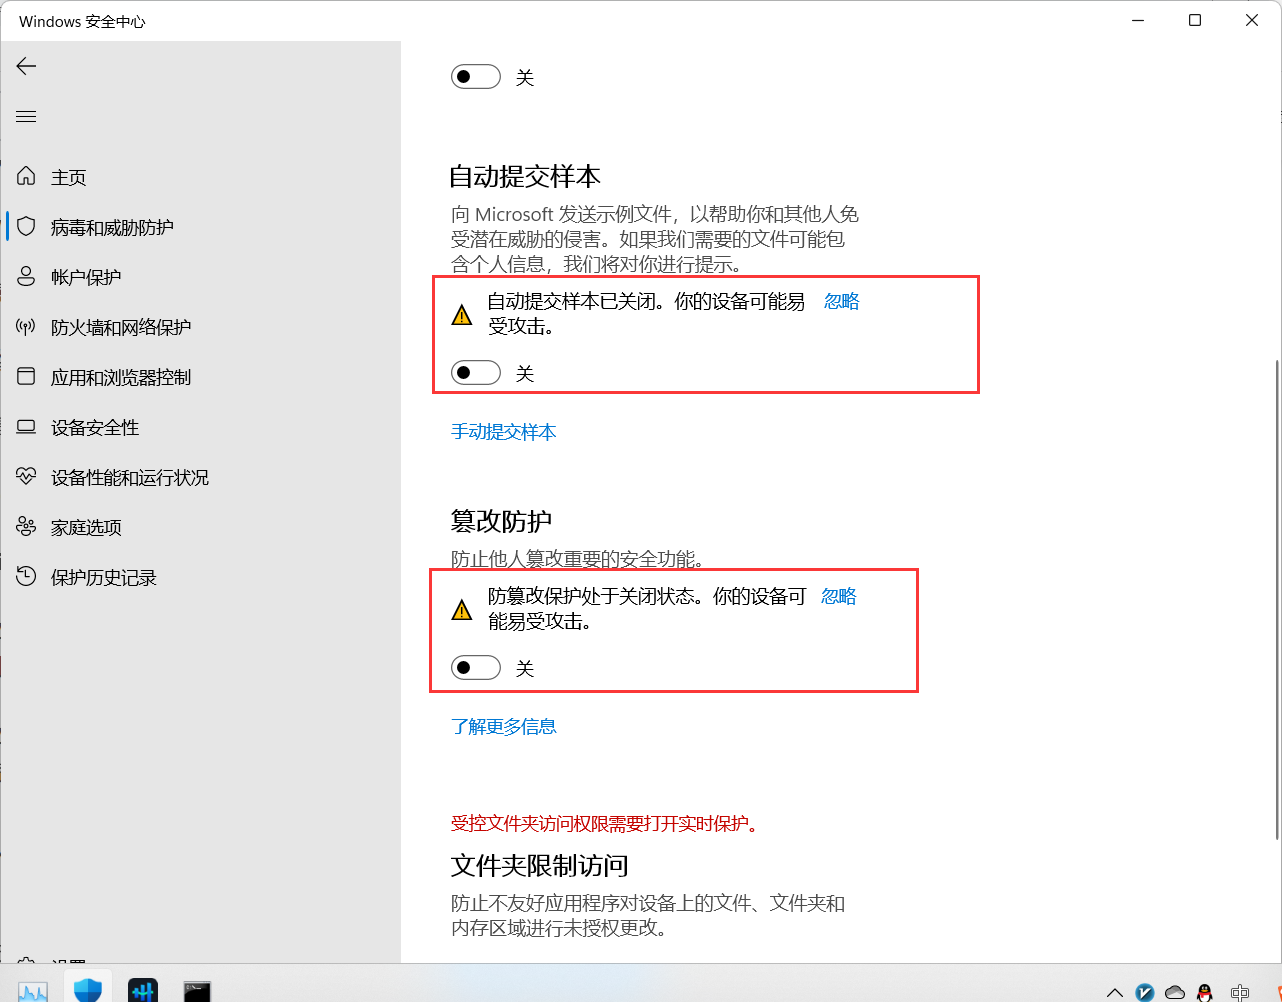 Windows 安全中心
关
主页
病毒和威胁防护
帐户保护
防火墙和网络保护
应用和浏览器控制
设备安全性
设备性能和运行状况
家庭选项
保护历史记录
自动提交样本
向 Microsoft 发送示例文件，以帮助你和其他人免
受潜在威胁的侵害。如果我们需要的文件可能包
含个人信息，我们将对你进行提示。
自动提交样本已关闭。你的设备可能易 忽略
受攻击。
关
手动提交样本
篡改防护
防止他人篡改重要的安全功能。
防篡改保护处于关闭状态。你的设备可 忽略
能易受攻击。
关
了解更多信息
受控文件夹访问权限需要打开实时保护。
文件夹限制访问
防止不友好应用程序对设备上的文件、文件夹和
内存区域进行未授权更改。
中